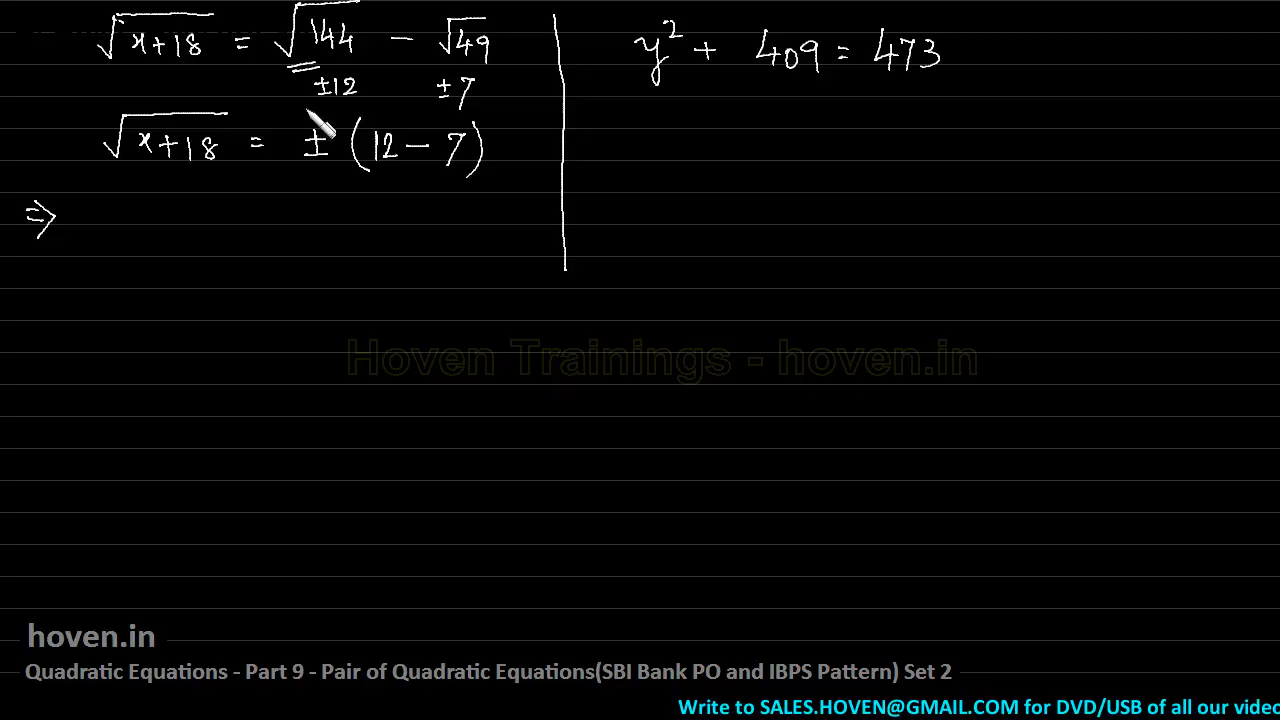 √(x+18) = √144 − √49
±12 ±7
√(x+18) = ± (12 − 7)
⇒
y² + 409 = 473
Hoven Trainings - hoven.in
hoven.in
Quadratic Equations - Part 9 - Pair of Quadratic Equations(SBI Bank PO and IBPS Pattern) Set 2
Write to SALES.HOVEN@GMAIL.COM for DVD/USB of all our video